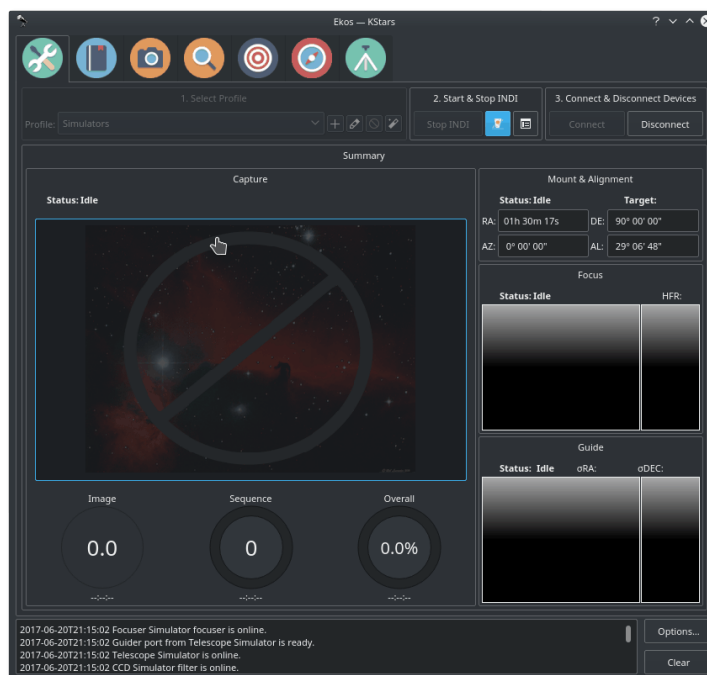 Ekos — KStars
1. Select Profile
2. Start & Stop INDI
3. Connect & Disconnect Devices
Profile: Simulators
Stop INDI
Connect
Disconnect
Summary
Capture
Status: Idle
Mount & Alignment
Status: Idle Target:
RA: 01h 30m 17s DE: 90° 00' 00"
AZ: 0° 00' 00" AL: 29° 06' 48"
Focus
Status: Idle HFR:
Guide
Status: Idle σRA: σDEC:
Image Sequence Overall
0.0 0 0.0%
--:--:-- --:--:-- --:--:--
2017-06-20T21:15:02 Focuser Simulator focuser is online.
2017-06-20T21:15:02 Guider port from Telescope Simulator is ready.
2017-06-20T21:15:02 Telescope Simulator is online.
2017-06-20T21:15:02 CCD Simulator filter is online.
Options...
Clear